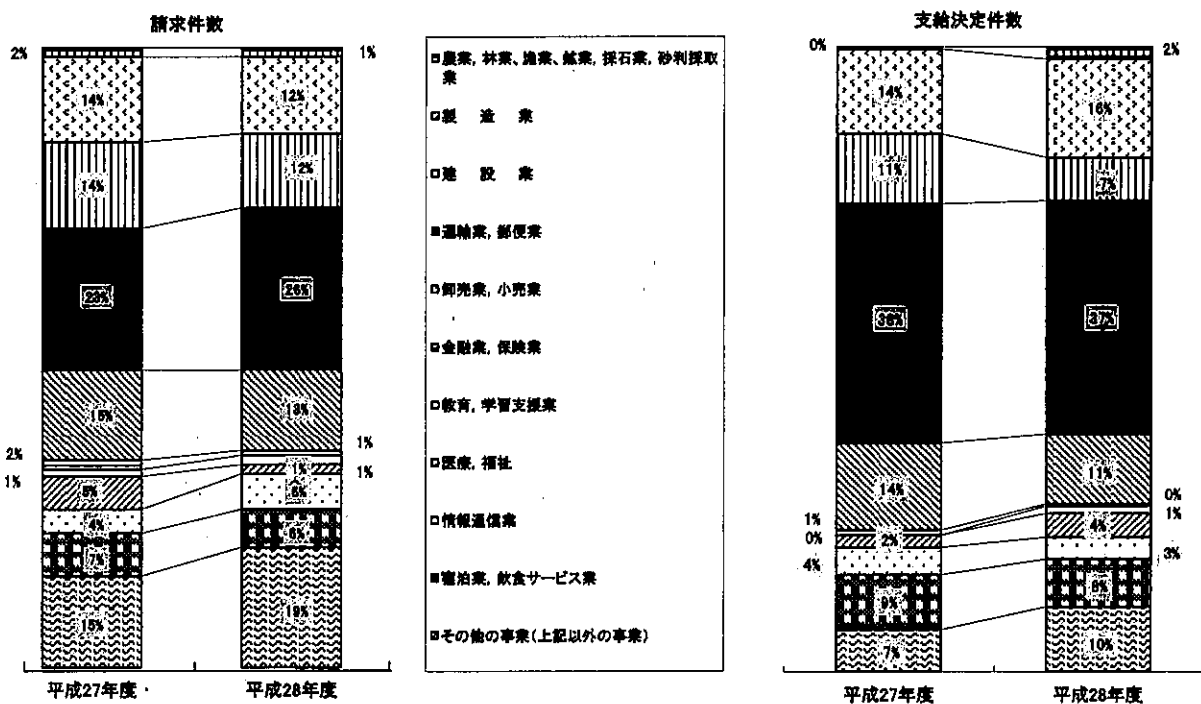 請求件数
2%
14%
14%
23%
15%
2%
1%
5%
4%
7%
15%
平成27年度
1%
12%
12%
26%
13%
1%
1%
1%
6%
19%
平成28年度
農業, 林業、漁業、鉱業, 採石業, 砂利採取業
製 造 業
建 設 業
運輸業, 郵便業
卸売業, 小売業
金融業, 保険業
教育, 学習支援業
医療, 福祉
情報通信業
宿泊業, 飲食サービス業
その他の事業(上記以外の事業)
支給決定件数
0%
14%
11%
38%
14%
1%
0%
2%
4%
9%
7%
平成27年度
2%
16%
7%
37%
11%
0%
1%
4%
3%
8%
10%
平成28年度